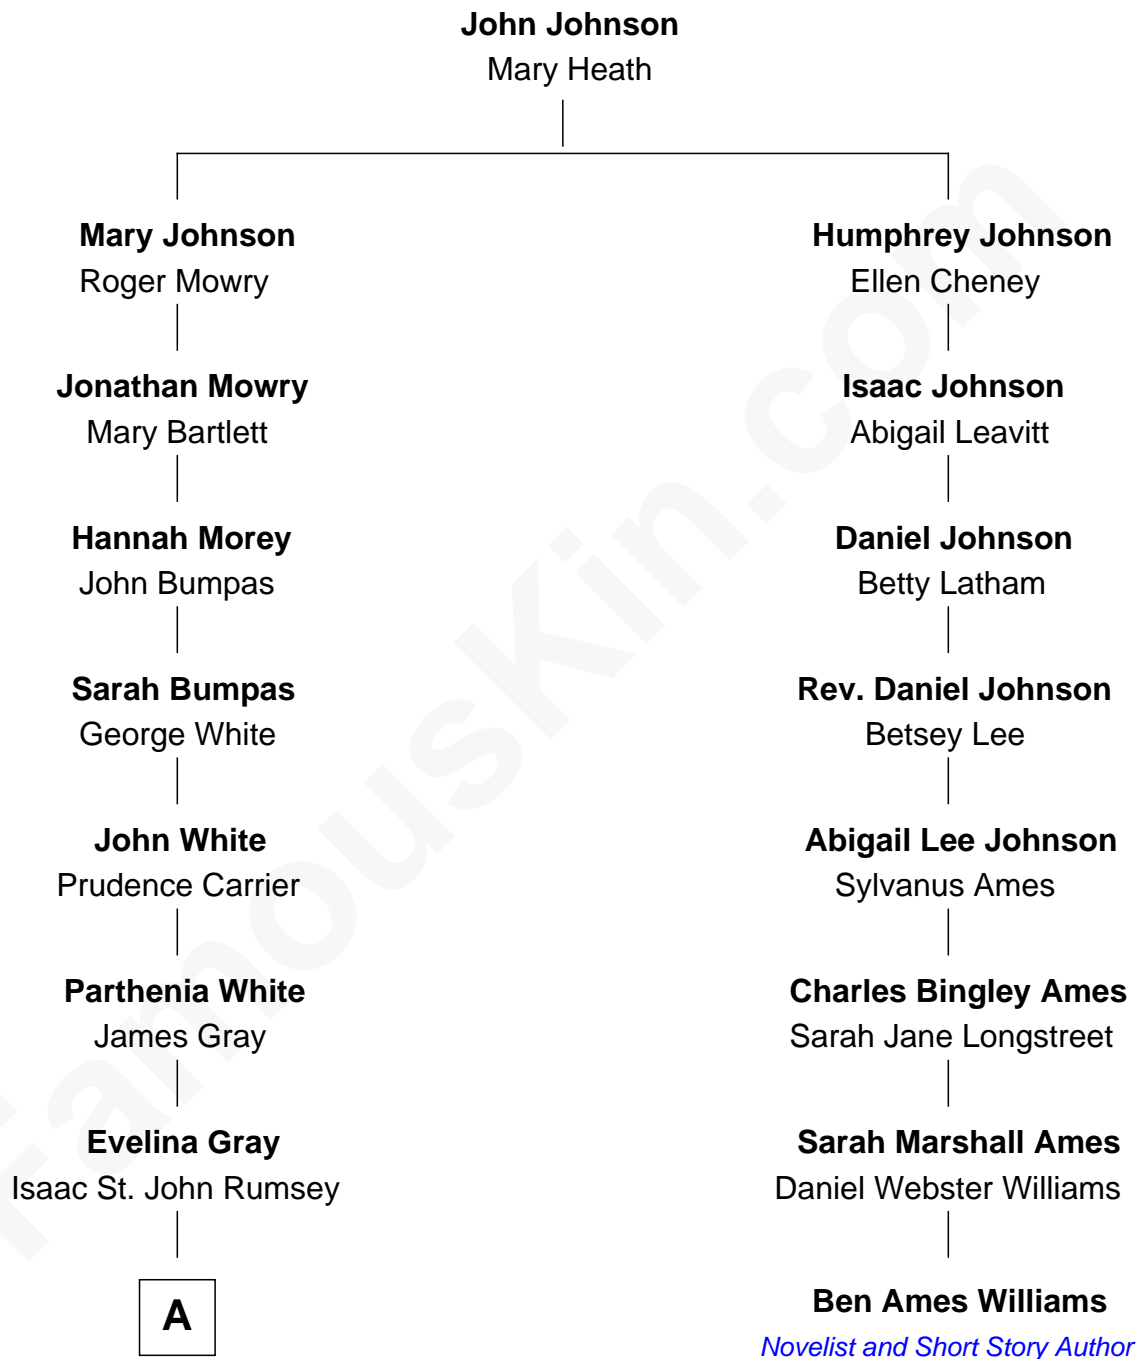 John Johnson
Mary Heath
Mary Johnson
Roger Mowry
Humphrey Johnson
Ellen Cheney
Jonathan Mowry
Mary Bartlett
Isaac Johnson
Abigail Leavitt
Hannah Morey
John Bumpas
Daniel Johnson
Betty Latham
Sarah Bumpas
George White
Rev. Daniel Johnson
Betsey Lee
John White
Prudence Carrier
Abigail Lee Johnson
Sylvanus Ames
Parthenia White
James Gray
Charles Bingley Ames
Sarah Jane Longstreet
Evelina Gray
Isaac St. John Rumsey
Sarah Marshall Ames
Daniel Webster Williams
A
Ben Ames Williams
Novelist and Short Story Author
FamousKin.com